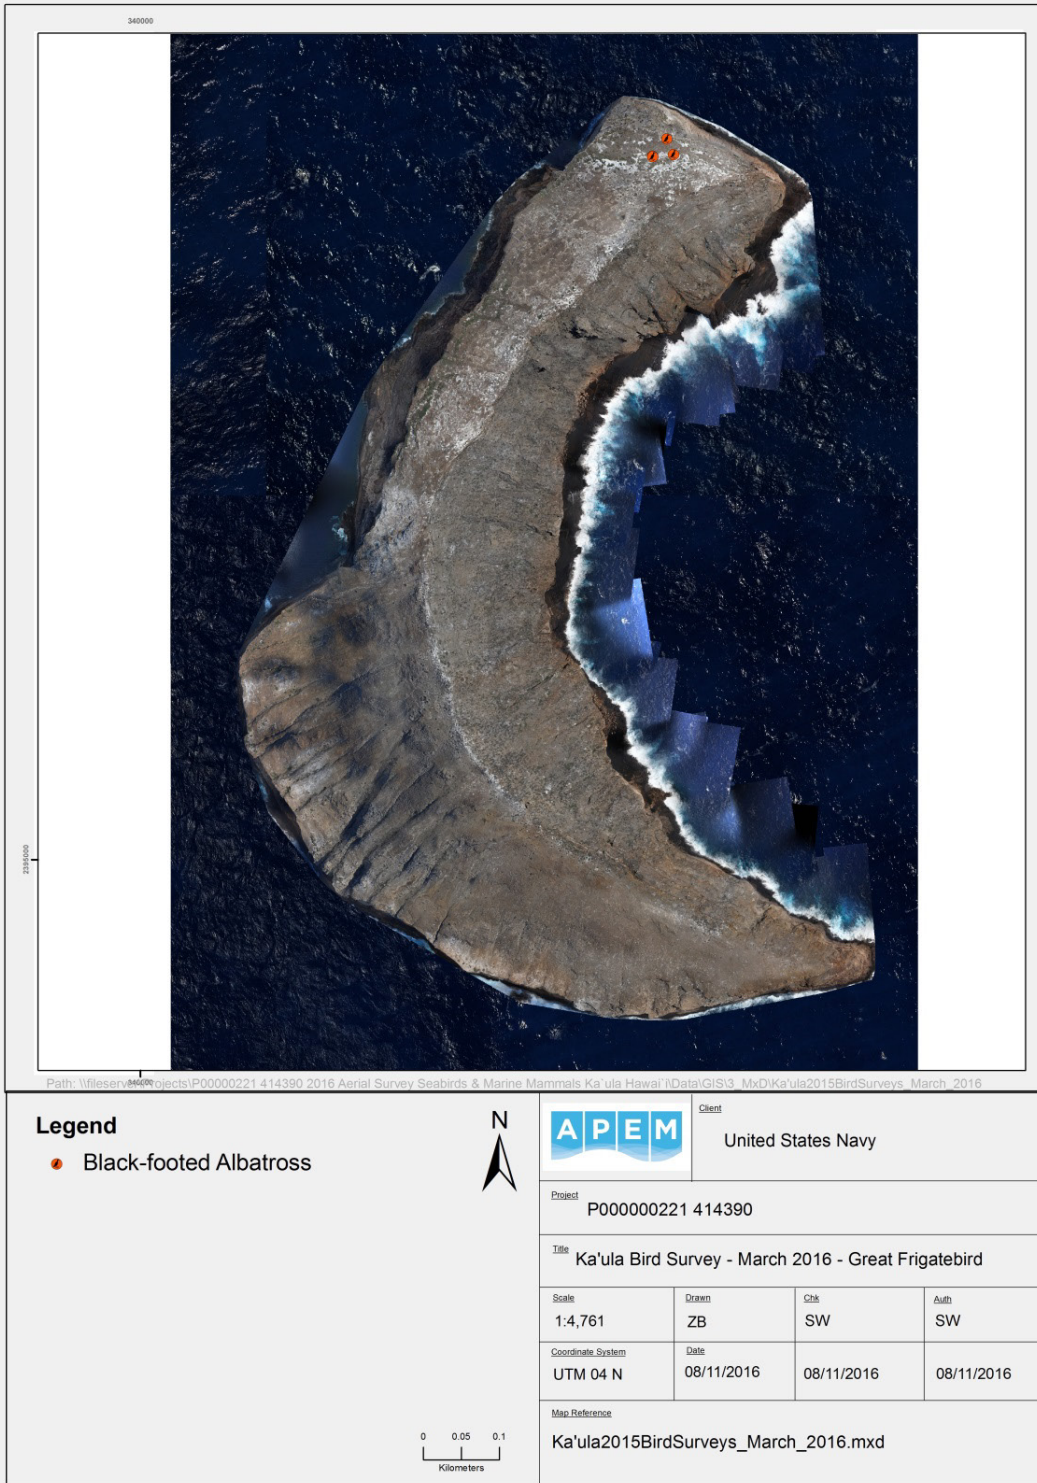 340000
2395000
340000
Path: \\fileserver\Projects\P00000221 414390 2016 Aerial Survey Seabirds & Marine Mammals Ka`ula Hawai`i\Data\GIS\3_MxD\Ka'ula2015BirdSurveys_March_2016
Legend
Black-footed Albatross
N
0 0.05 0.1
Kilometers
APEM
Client
United States Navy
Project
P000000221 414390
Title
Ka'ula Bird Survey - March 2016 - Great Frigatebird
Scale
1:4,761
Drawn
ZB
Chk
SW
Auth
SW
Coordinate System
UTM 04 N
Date
08/11/2016
08/11/2016
08/11/2016
Map Reference
Ka'ula2015BirdSurveys_March_2016.mxd